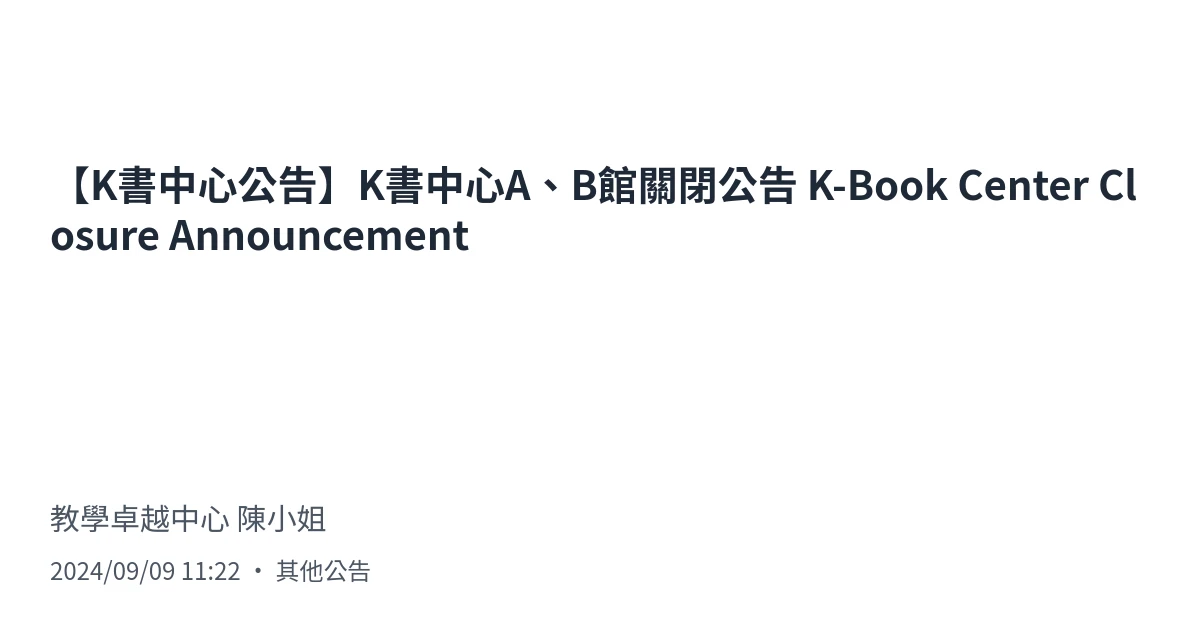 【K書中心公告】K書中心A、B館關閉公告 K-Book Center Cl
osure Announcement
教學卓越中心 陳小姐
2024/09/09 11:22 ・ 其他公告